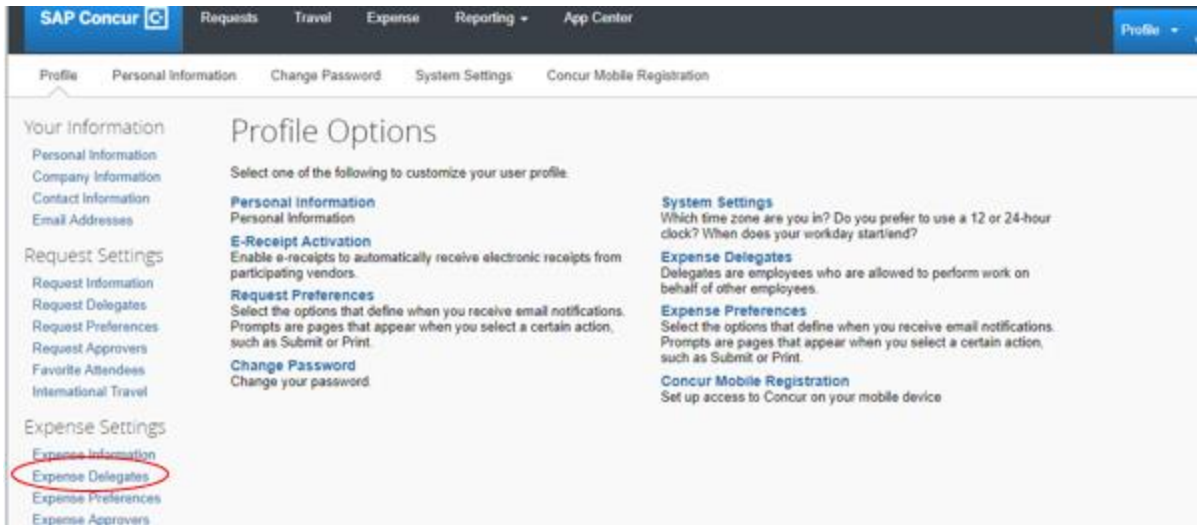 SAP Concur C Requests Travel Expense Reporting App Center Profile
Profile Personal Information Change Password System Settings Concur Mobile Registration
Your Information
Personal Information
Company Information
Contact Information
Email Addresses
Request Settings
Request Information
Request Delegates
Request Preferences
Request Approvers
Favorite Attendees
International Travel
Expense Settings
Expense Information
Expense Delegates
Expense Preferences
Expense Approvers
Profile Options
Select one of the following to customize your user profile.
Personal Information
Personal Information
E-Receipt Activation
Enable e-receipts to automatically receive electronic receipts from
participating vendors.
Request Preferences
Select the options that define when you receive email notifications.
Prompts are pages that appear when you select a certain action,
such as Submit or Print.
Change Password
Change your password.
System Settings
Which time zone are you in? Do you prefer to use a 12 or 24-hour
clock? When does your workday start/end?
Expense Delegates
Delegates are employees who are allowed to perform work on
behalf of other employees.
Expense Preferences
Select the options that define when you receive email notifications.
Prompts are pages that appear when you select a certain action,
such as Submit or Print.
Concur Mobile Registration
Set up access to Concur on your mobile device